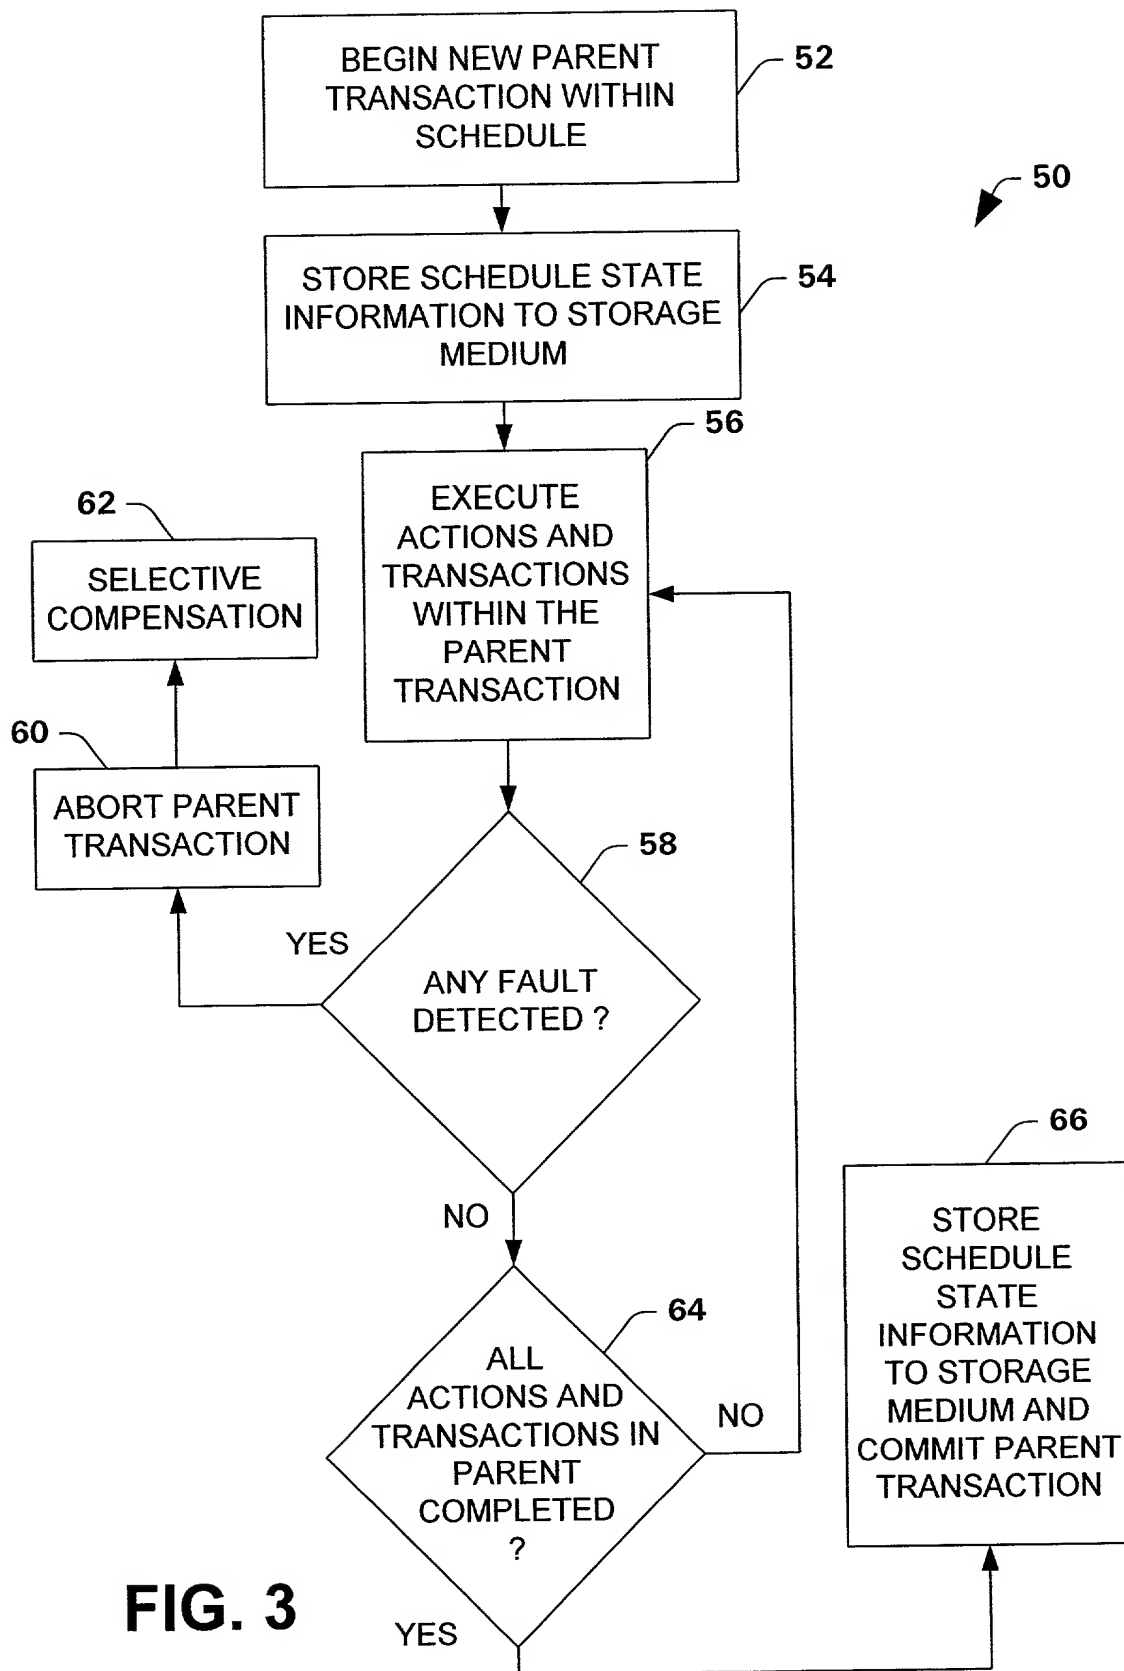 BEGIN NEW PARENT
TRANSACTION WITHIN
SCHEDULE
52
50
STORE SCHEDULE STATE
INFORMATION TO STORAGE
MEDIUM
54
56
EXECUTE
ACTIONS AND
TRANSACTIONS
WITHIN THE
PARENT
TRANSACTION
62
SELECTIVE
COMPENSATION
60
ABORT PARENT
TRANSACTION
58
YES
ANY FAULT
DETECTED ?
NO
64
ALL
ACTIONS AND
TRANSACTIONS IN
PARENT
COMPLETED
?
NO
YES
66
STORE
SCHEDULE
STATE
INFORMATION
TO STORAGE
MEDIUM AND
COMMIT PARENT
TRANSACTION
FIG. 3